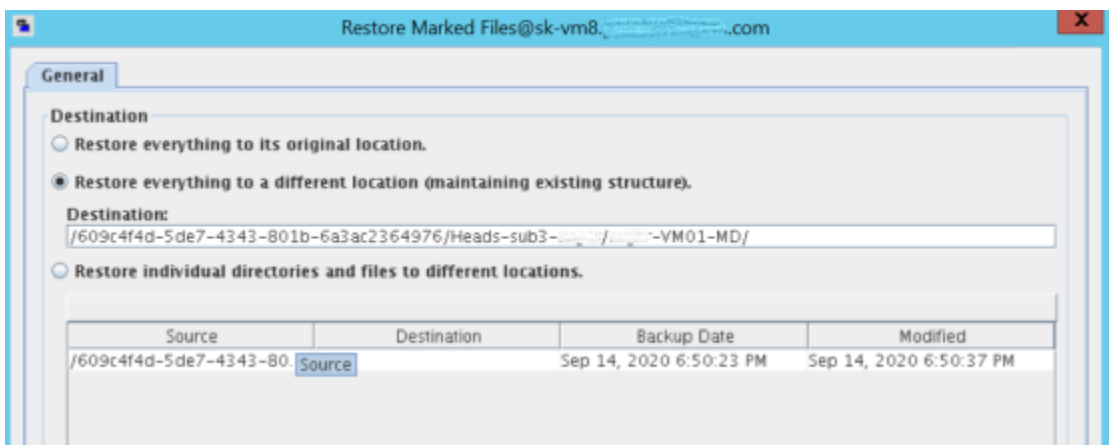 Restore Marked Files@sk-vm8. .com
X
General
Destination
Restore everything to its original location.
Restore everything to a different location (maintaining existing structure).
Destination:
/609c4f4d-5de7-4343-801b-6a3ac2364976/Heads-sub3- / -VM01-MD/
Restore individual directories and files to different locations.
Source Destination Backup Date Modified
/609c4f4d-5de7-4343-80. Source Sep 14, 2020 6:50:23 PM Sep 14, 2020 6:50:37 PM